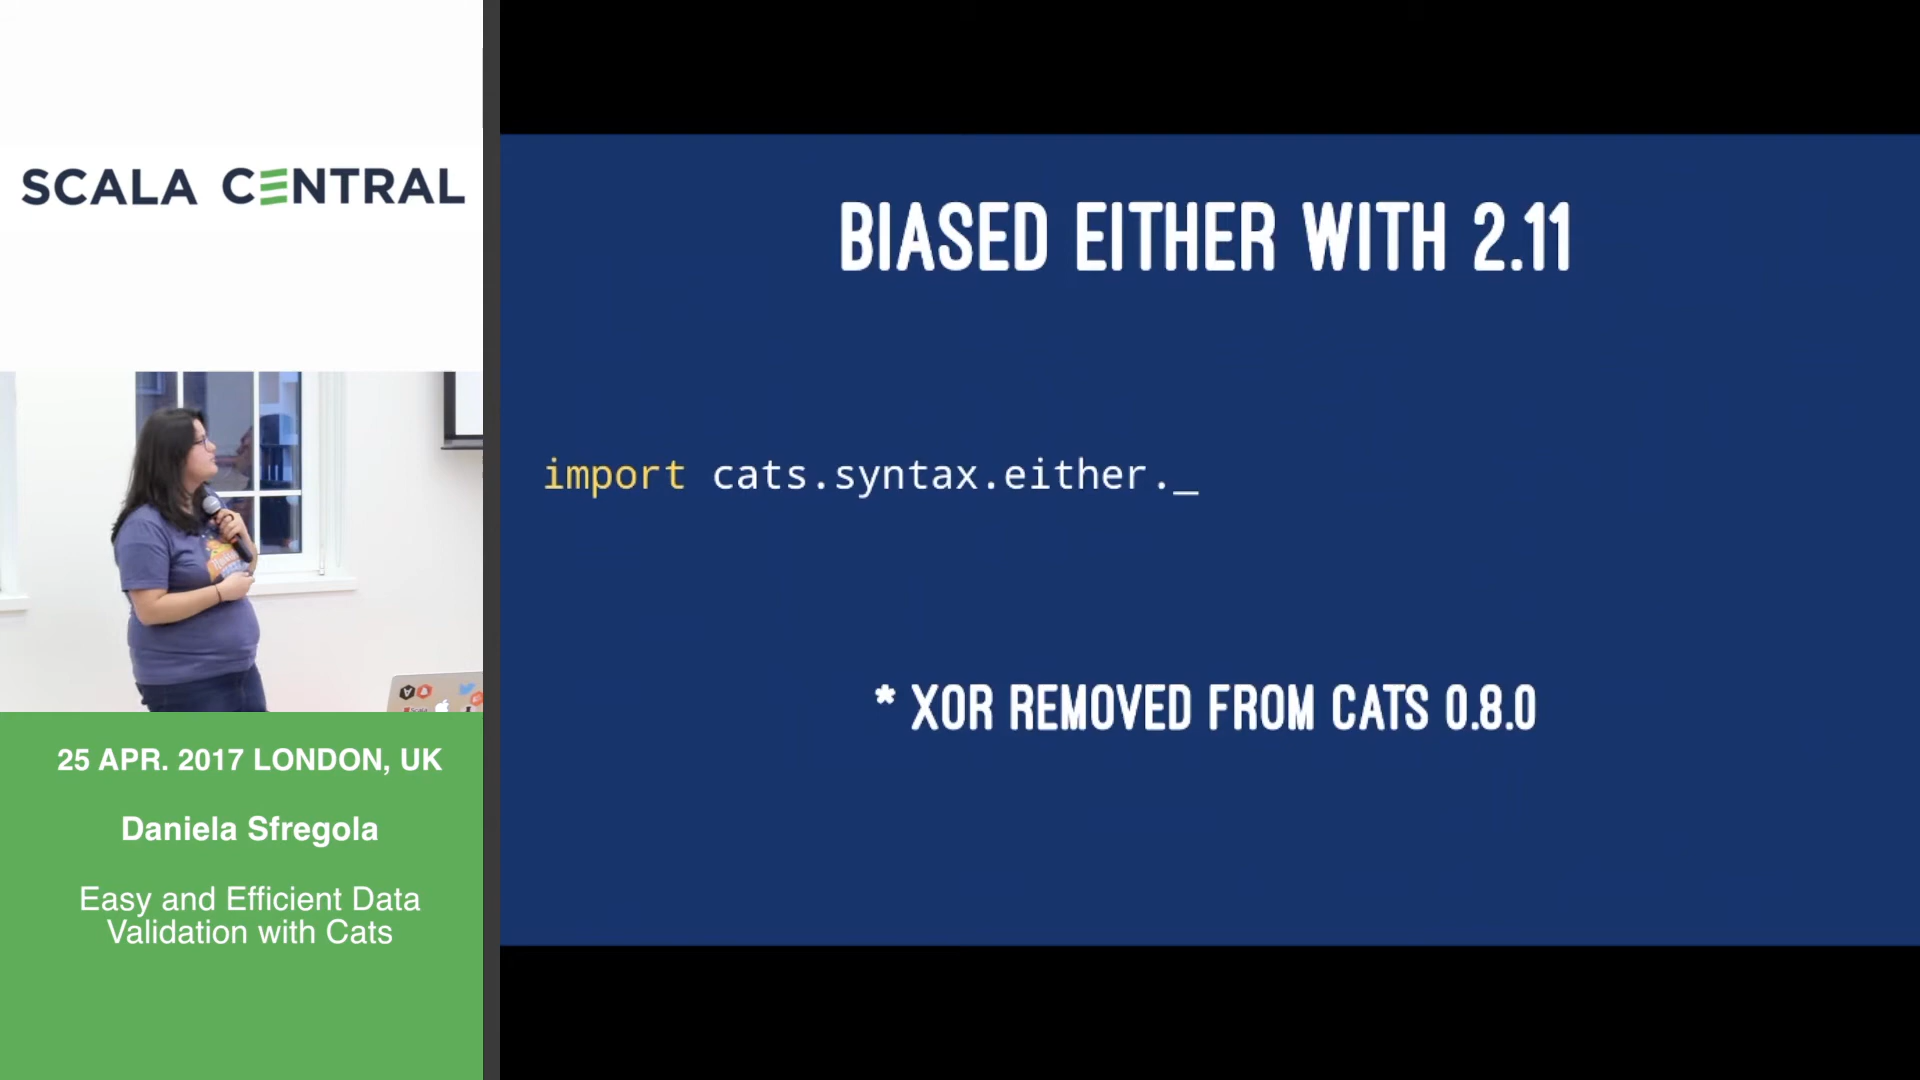 SCALA CENTRAL
25 APR. 2017 LONDON, UK
Daniela Sfregola
Easy and Efficient Data
Validation with Cats
BIASED EITHER WITH 2.11
import cats.syntax.either._
* XOR REMOVED FROM CATS 0.8.0